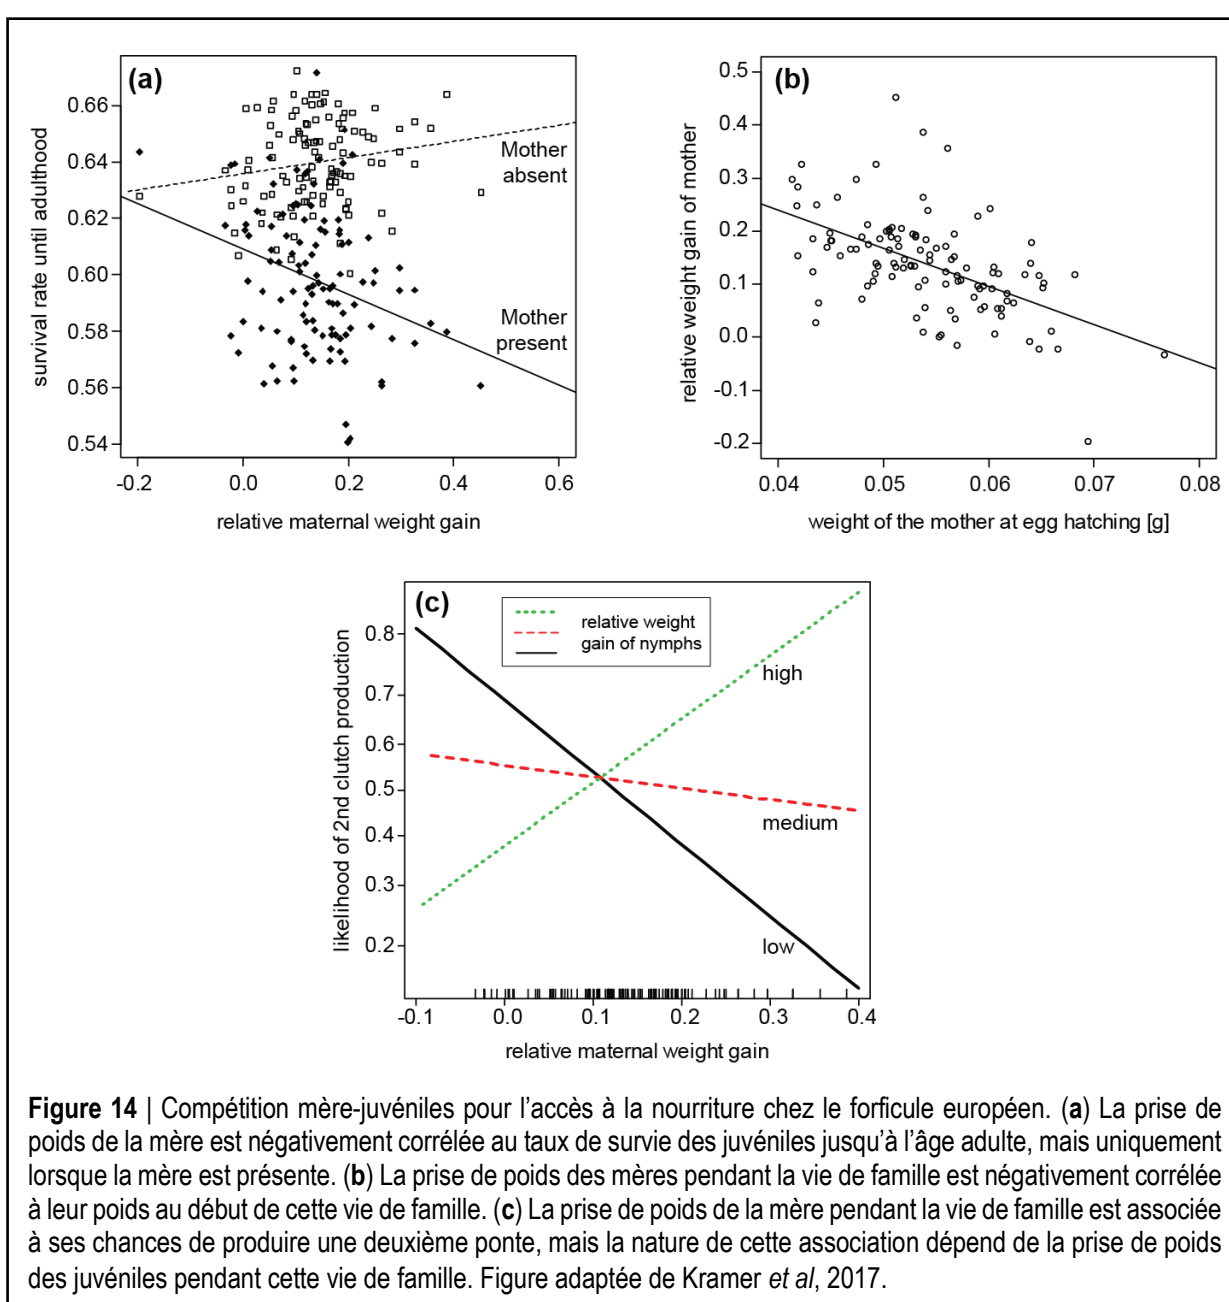 (a)
survival rate until adulthood
0.66
0.64
0.62
0.60
0.58
0.56
0.54
Mother
absent
Mother
present
-0.2
0.0
0.2
0.4
0.6
relative maternal weight gain
(b)
relative weight gain of mother
0.5
0.4
0.3
0.2
0.1
0.0
-0.1
-0.2
0.04
0.05
0.06
0.07
0.08
weight of the mother at egg hatching [g]
(c)
likelihood of 2nd clutch production
0.8
0.7
0.6
0.5
0.4
0.3
0.2
relative weight
gain of nymphs
high
medium
low
-0.1
0.0
0.1
0.2
0.3
0.4
relative maternal weight gain
Figure 14 | Compétition mère-juvéniles pour l'accès à la nourriture chez le forficule européen. (a) La prise de
poids de la mère est négativement corrélée au taux de survie des juvéniles jusqu'à l'âge adulte, mais uniquement
lorsque la mère est présente. (b) La prise de poids des mères pendant la vie de famille est négativement corrélée
à leur poids au début de cette vie de famille. (c) La prise de poids de la mère pendant la vie de famille est associée
à ses chances de produire une deuxième ponte, mais la nature de cette association dépend de la prise de poids
des juvéniles pendant cette vie de famille. Figure adaptée de Kramer et al, 2017.